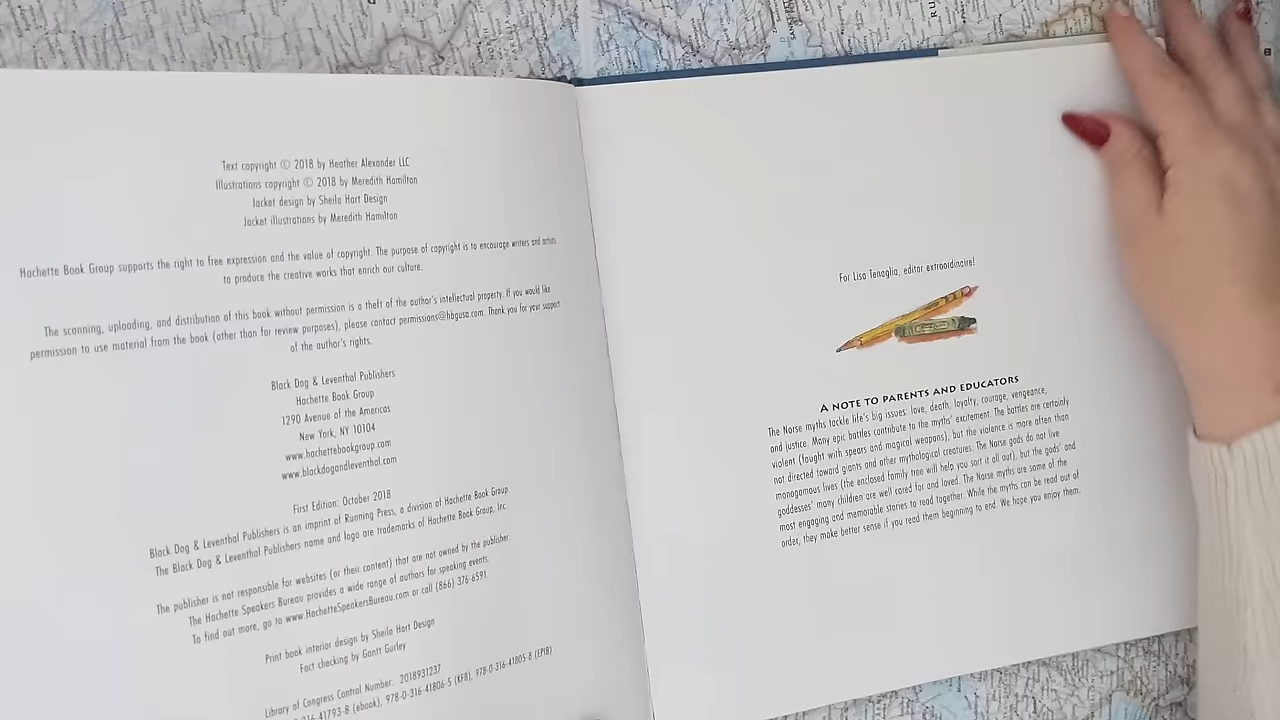 Text copyright © 2018 by Heather Alexander LLC
Illustrations copyright © 2018 by Meredith Hamilton
Jacket design by Sheila Hart Design
Jacket illustrations by Meredith Hamilton
Hachette Book Group supports the right to free expression and the value of copyright. The purpose of copyright is to encourage writers and artists
to produce the creative works that enrich our culture.
The scanning, uploading, and distribution of this book without permission is a theft of the author's intellectual property. If you would like
permission to use material from the book (other than for review purposes), please contact permissions@hbgusa.com. Thank you for your support
of the author's rights.
Black Dog & Leventhal Publishers
Hachette Book Group
1290 Avenue of the Americas
New York, NY 10104
www.hachettebookgroup.com
www.blackdogandleventhal.com
First Edition: October 2018
Black Dog & Leventhal Publishers is an imprint of Running Press, a division of Hachette Book Group
The Black Dog & Leventhal Publishers name and logo are trademarks of Hachette Book Group, Inc.
The publisher is not responsible for websites (or their content) that are not owned by the publisher.
The Hachette Speakers Bureau provides a wide range of authors for speaking events.
To find out more, go to www.HachetteSpeakersBureau.com or call (866) 376-6591.
Print book interior design by Sheila Hart Design
Fact checking by Gantt Gurley
Library of Congress Control Number: 2018931237
316-41793-8 (ebook), 978-0-316-41806-5 (KF8), 978-0-316-41805-8 (EPIB)
For Lisa Tenaglia, editor extraordinaire!
A NOTE TO PARENTS AND EDUCATORS
The Norse myths tackle life's big issues: love, death, loyalty, courage, vengeance,
and justice. Many epic battles contribute to the myths' excitement. The battles are certainly
violent (fought with spears and magical weapons), but the violence is more often than
not directed toward giants and other mythological creatures. The Norse gods do not live
monogamous lives (the enclosed family tree will help you sort it all out), but the gods' and
goddesses' many children are well cared for and loved. The Norse myths are some of the
most engaging and memorable stories to read together. While the myths can be read out of
order, they make better sense if you read them beginning to end. We hope you enjoy them.